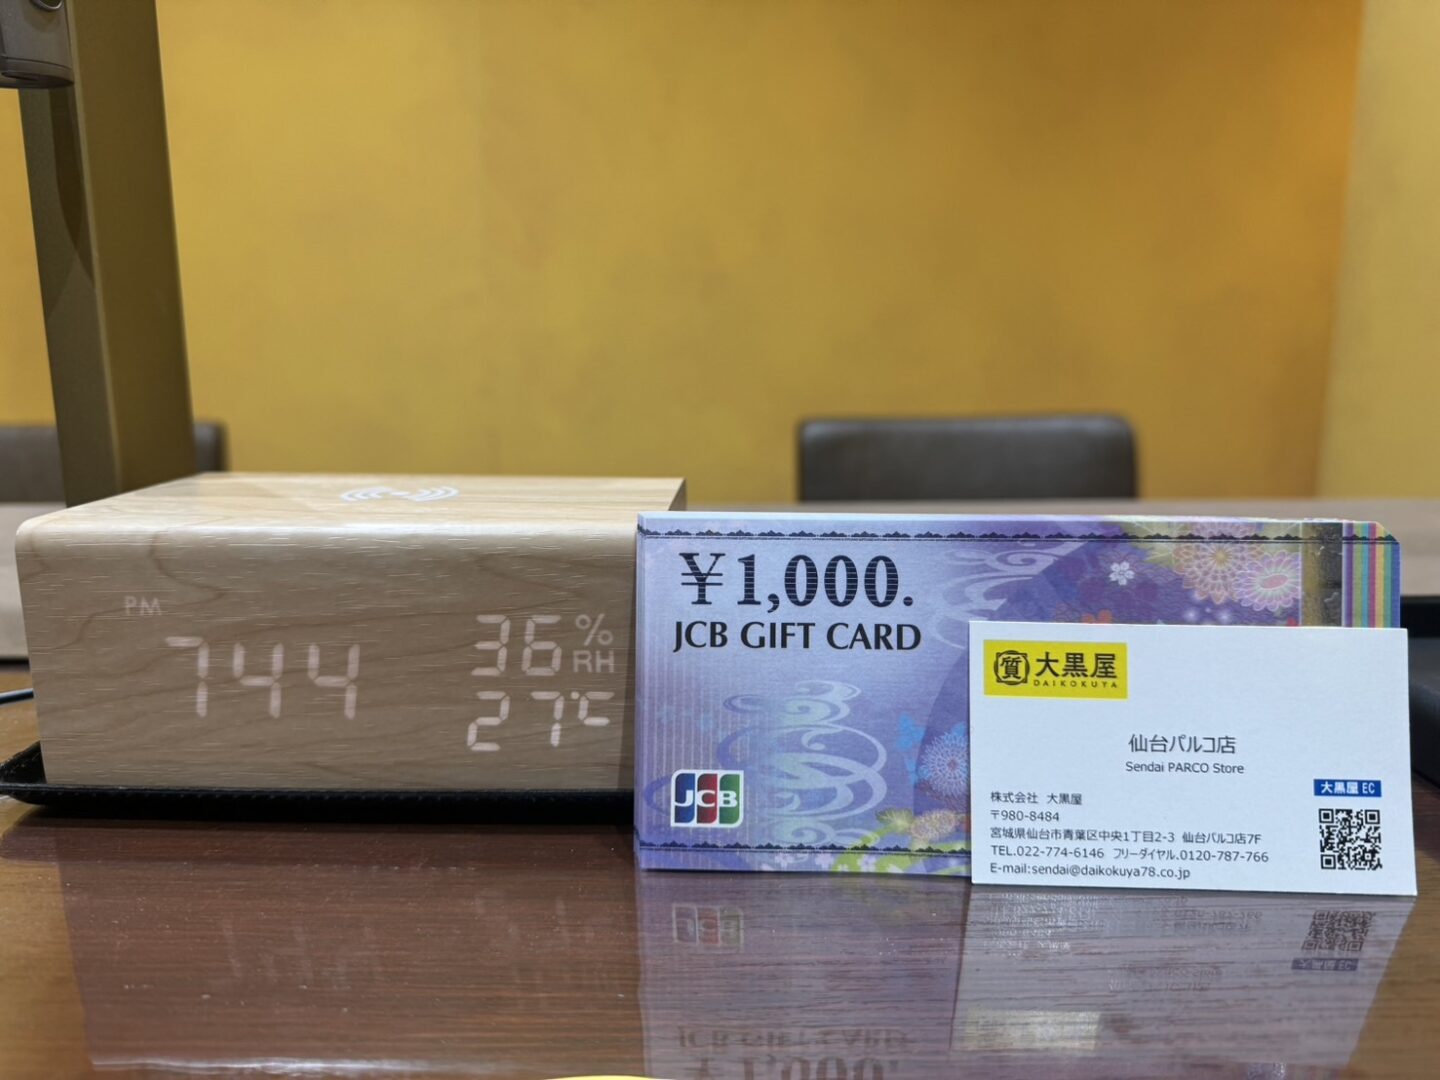 PM
744
36% RH
27℃
¥1,000.
JCB GIFT CARD
JCB
質 大黒屋
DAIKOKUYA
仙台パルコ店
Sendai PARCO Store
株式会社 大黒屋
〒980-8484
宮城県仙台市青葉区中央1丁目2-3 仙台パルコ店7F
TEL.022-774-6146 フリーダイヤル.0120-787-766
E-mail:sendai@daikokuya78.co.jp
大黒屋 EC